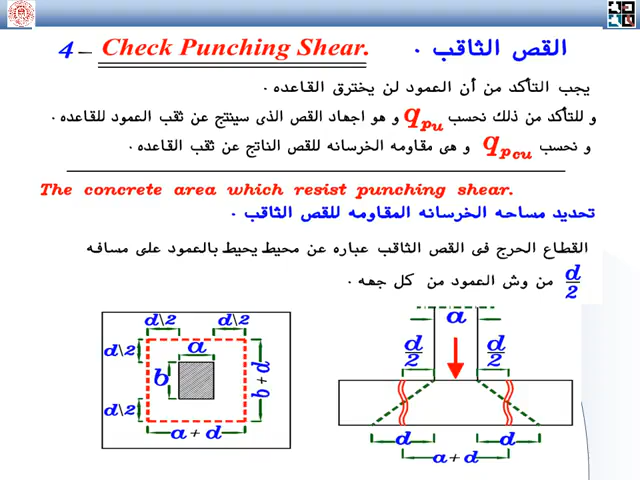 4 – Check Punching Shear. القص الثاقب .
يجب التأكد من أن العمود لن يخترق القاعده .
و للتأكد من ذلك نحسب qpu و هو اجهاد القص الذى سينتج عن ثقب العمود للقاعده .
و نحسب qpcu و هى مقاومه الخرسانه للقص الناتج عن ثقب القاعده .
The concrete area which resist punching shear.
تحديد مساحه الخرسانه المقاومه للقص الثاقب .
القطاع الحرج فى القص الثاقب عباره عن محيط يحيط بالعمود على مسافه
d/2 من وش العمود من كل جهه .
d\2 d\2
a
d\2
b
b+d
d\2
a+d
a
d/2 d/2
d d
a+d